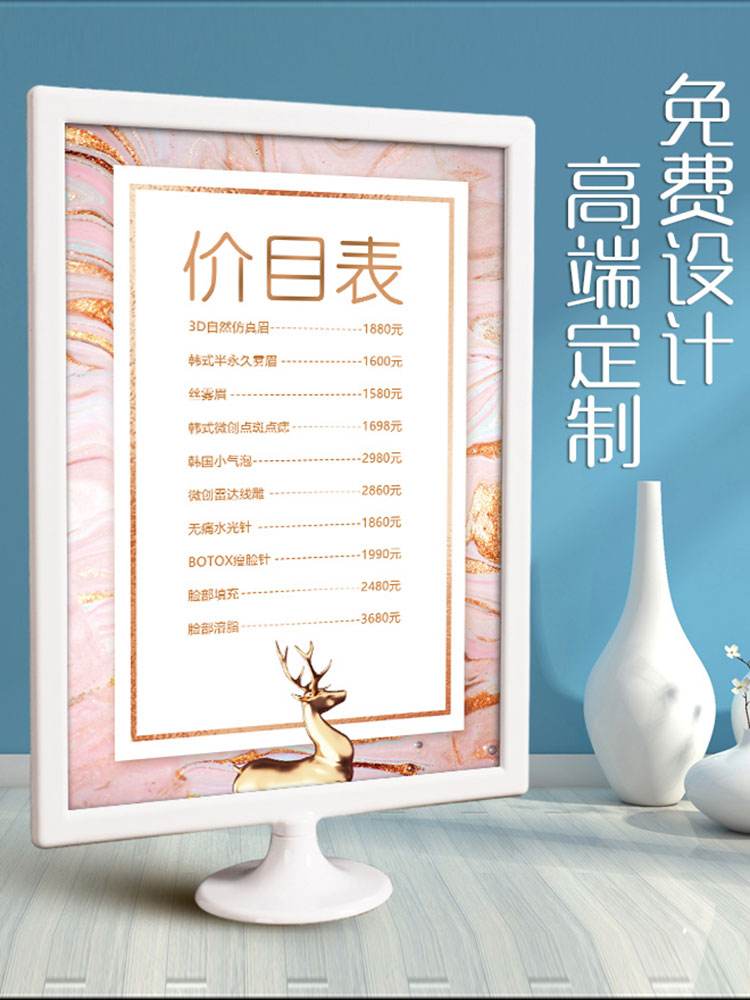 免费设计
高端定制
价目表
3D自然仿真眉 1880元
韩式半永久雾眉 1600元
丝雾眉 1580元
韩式微创点斑点痣 1698元
韩国小气泡 2980元
微创雷达线雕 2860元
无痛水光针 1860元
BOTOX瘦脸针 1990元
脸部填充 2480元
脸部溶脂 3680元